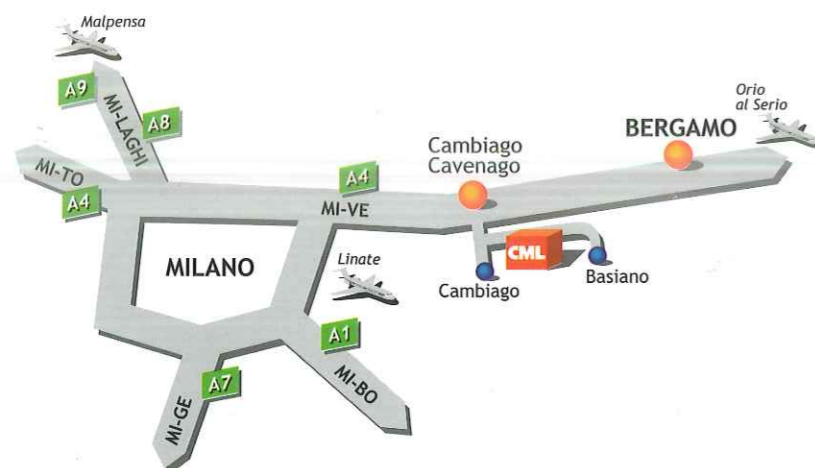 Malpensa
A9
MI-LAGHI
A8
MI-TO
A4
A4
MI-VE
Cambiago
Cavenago
BERGAMO
Orio
al Serio
MILANO
Linate
CML
Cambiago
Basiano
A1
MI-BO
A7
MI-GE